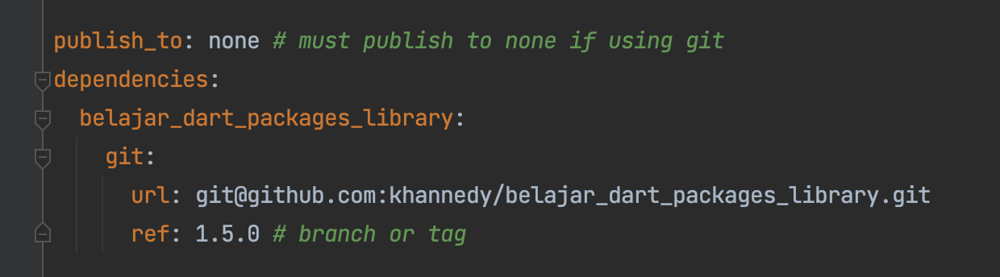 publish_to: none # must publish to none if using git
dependencies:
  belajar_dart_packages_library:
    git:
      url: git@github.com:khannedy/belajar_dart_packages_library.git
      ref: 1.5.0 # branch or tag